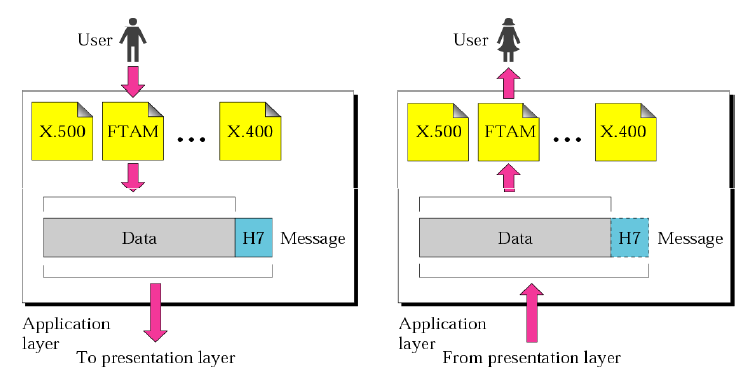 User
X.500
FTAM
...
X.400
Data
H7
Message
Application
layer
To presentation layer
User
X.500
FTAM
...
X.400
Data
H7
Message
Application
layer
From presentation layer